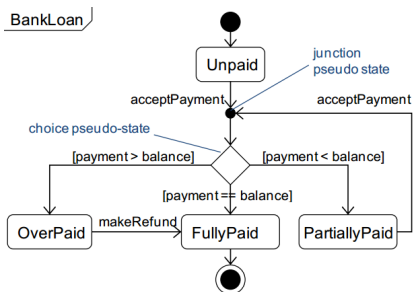 BankLoan
junction
pseudo state
Unpaid
acceptPayment
acceptPayment
choice pseudo-state
[payment > balance]
[payment < balance]
[payment == balance]
OverPaid
makeRefund
FullyPaid
PartiallyPaid